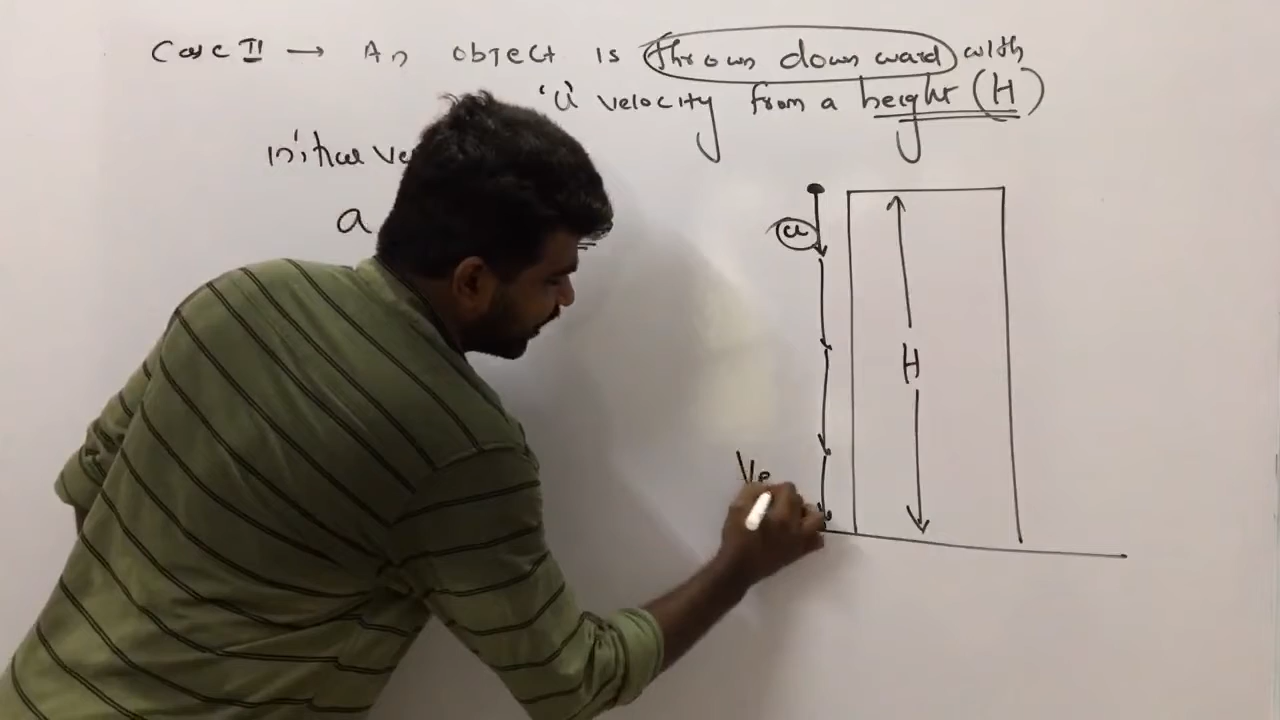 Case II → An object is thrown downward with
'u' velocity from a height (H)
initial Ve
a
u
H
Ve